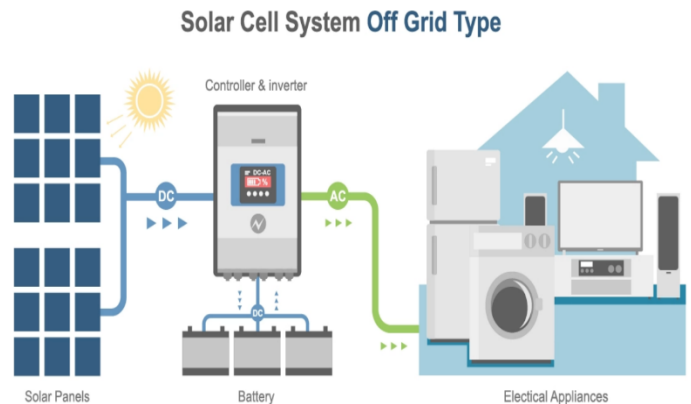 Solar Cell System Off Grid Type
Controller & inverter
DC-AC
%
DC
AC
DC
Solar Panels
Battery
Electical Appliances